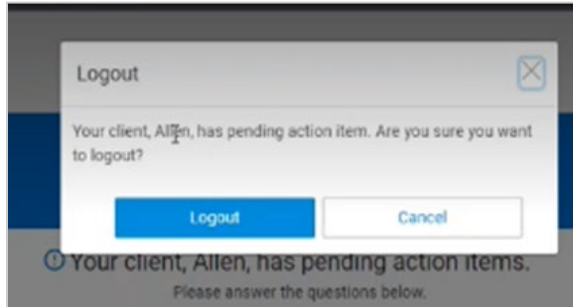 Logout
Your client, Allen, has pending action item. Are you sure you want
to logout?
Logout
Cancel
Your client, Allen, has pending action items.
Please answer the questions below.